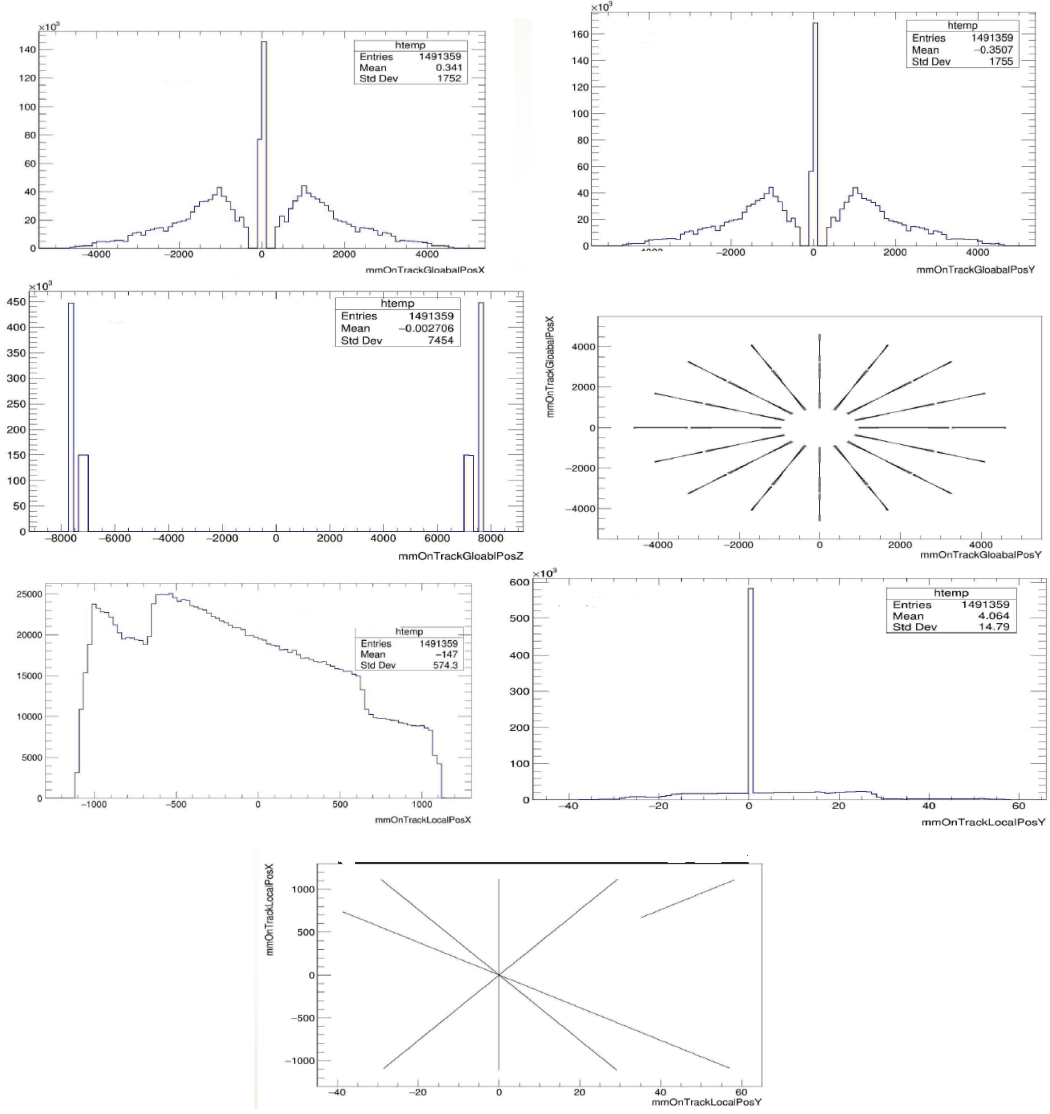 ×10³
140
120
100
80
60
40
20
0
htemp
Entries 1491359
Mean 0.341
Std Dev 1752
−4000 −2000 0 2000 4000
mmOnTrackGloabalPosX
×10³
160
140
120
100
80
60
40
20
0
htemp
Entries 1491359
Mean −0.3507
Std Dev 1755
−2000 0 2000 4000
mmOnTrackGloabalPosY
×10³
450
400
350
300
250
200
150
100
50
0
htemp
Entries 1491359
Mean −0.002706
Std Dev 7454
−8000 −6000 −4000 −2000 0 2000 4000 6000 8000
mmOnTrackGloablPosZ
mmOnTrackGloabalPosX
4000
2000
0
−2000
−4000
−4000 −2000 0 2000 4000
mmOnTrackGloabalPosY
25000
20000
15000
10000
5000
0
htemp
Entries 1491359
Mean −147
Std Dev 574.3
−1000 −500 0 500 1000
mmOnTrackLocalPosX
×10³
600
500
400
300
200
100
0
htemp
Entries 1491359
Mean 4.064
Std Dev 14.79
−40 −20 0 20 40 60
mmOnTrackLocalPosY
mmOnTrackLocalPosX
1000
500
0
−500
−1000
−40 −20 0 20 40 60
mmOnTrackLocalPosY